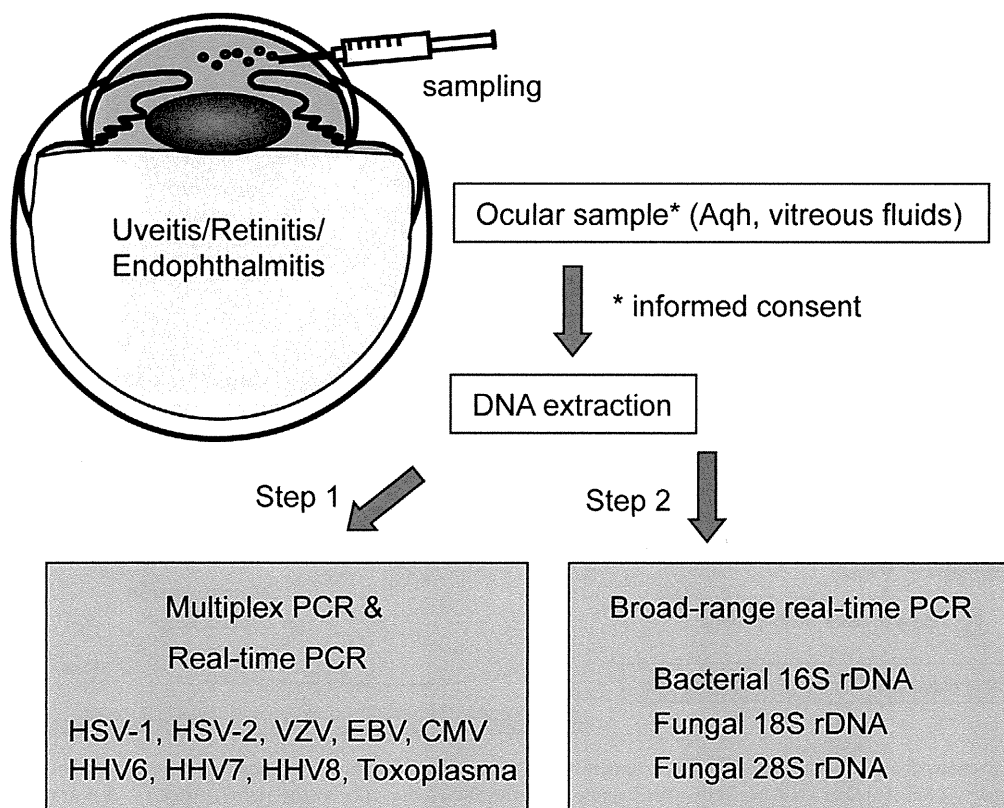 sampling
Uveitis/Retinitis/
Endophthalmitis
Ocular sample* (Aqh, vitreous fluids)
* informed consent
DNA extraction
Step 1
Step 2
Multiplex PCR &
Real-time PCR
HSV-1, HSV-2, VZV, EBV, CMV
HHV6, HHV7, HHV8, Toxoplasma
Broad-range real-time PCR
Bacterial 16S rDNA
Fungal 18S rDNA
Fungal 28S rDNA